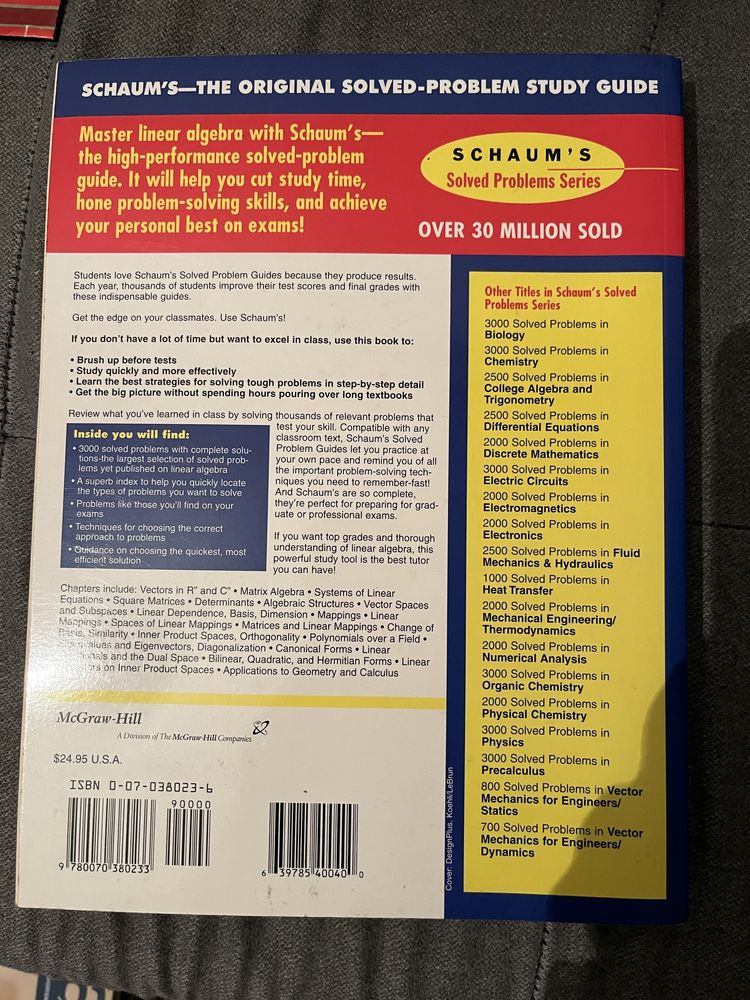 SCHAUM'S—THE ORIGINAL SOLVED-PROBLEM STUDY GUIDE
Master linear algebra with Schaum's—
the high-performance solved-problem
guide. It will help you cut study time,
hone problem-solving skills, and achieve
your personal best on exams!
SCHAUM'S
Solved Problems Series
OVER 30 MILLION SOLD
Students love Schaum's Solved Problem Guides because they produce results.
Each year, thousands of students improve their test scores and final grades with
these indispensable guides.
Get the edge on your classmates. Use Schaum's!
If you don't have a lot of time but want to excel in class, use this book to:
• Brush up before tests
• Study quickly and more effectively
• Learn the best strategies for solving tough problems in step-by-step detail
• Get the big picture without spending hours pouring over long textbooks
Review what you've learned in class by solving thousands of relevant problems that
test your skill. Compatible with any
classroom text, Schaum's Solved
Problem Guides let you practice at
your own pace and remind you of all
the important problem-solving tech-
niques you need to remember-fast!
And Schaum's are so complete,
they're perfect for preparing for grad-
uate or professional exams.
If you want top grades and thorough
understanding of linear algebra, this
powerful study tool is the best tutor
you can have!
Inside you will find:
• 3000 solved problems with complete solu-
tions-the largest selection of solved prob-
lems yet published on linear algebra
• A superb index to help you quickly locate
the types of problems you want to solve
• Problems like those you'll find on your
exams
• Techniques for choosing the correct
approach to problems
• Guidance on choosing the quickest, most
efficient solution
Chapters include: Vectors in Rⁿ and Cⁿ • Matrix Algebra • Systems of Linear
Equations • Square Matrices • Determinants • Algebraic Structures • Vector Spaces
and Subspaces • Linear Dependence, Basis, Dimension • Mappings • Linear
Mappings • Spaces of Linear Mappings • Matrices and Linear Mappings • Change of
Basis, Similarity • Inner Product Spaces, Orthogonality • Polynomials over a Field •
and Eigenvectors, Diagonalization • Canonical Forms • Linear
and the Dual Space • Bilinear, Quadratic, and Hermitian Forms • Linear
on Inner Product Spaces • Applications to Geometry and Calculus
McGraw-Hill
A Division of The McGraw-Hill Companies
$24.95 U.S.A.
ISBN 0-07-038023-6
90000
9 780070 380233
6 39785 40040 0
Cover: DesignPlus, Koehli/LeBrun
Other Titles in Schaum's Solved
Problems Series
3000 Solved Problems in
Biology
3000 Solved Problems in
Chemistry
2500 Solved Problems in
College Algebra and
Trigonometry
2500 Solved Problems in
Differential Equations
2000 Solved Problems in
Discrete Mathematics
3000 Solved Problems in
Electric Circuits
2000 Solved Problems in
Electromagnetics
2000 Solved Problems in
Electronics
2500 Solved Problems in Fluid
Mechanics & Hydraulics
1000 Solved Problems in
Heat Transfer
2000 Solved Problems in
Mechanical Engineering/
Thermodynamics
2000 Solved Problems in
Numerical Analysis
3000 Solved Problems in
Organic Chemistry
2000 Solved Problems in
Physical Chemistry
3000 Solved Problems in
Physics
3000 Solved Problems in
Precalculus
800 Solved Problems in Vector
Mechanics for Engineers/
Statics
700 Solved Problems in Vector
Mechanics for Engineers/
Dynamics